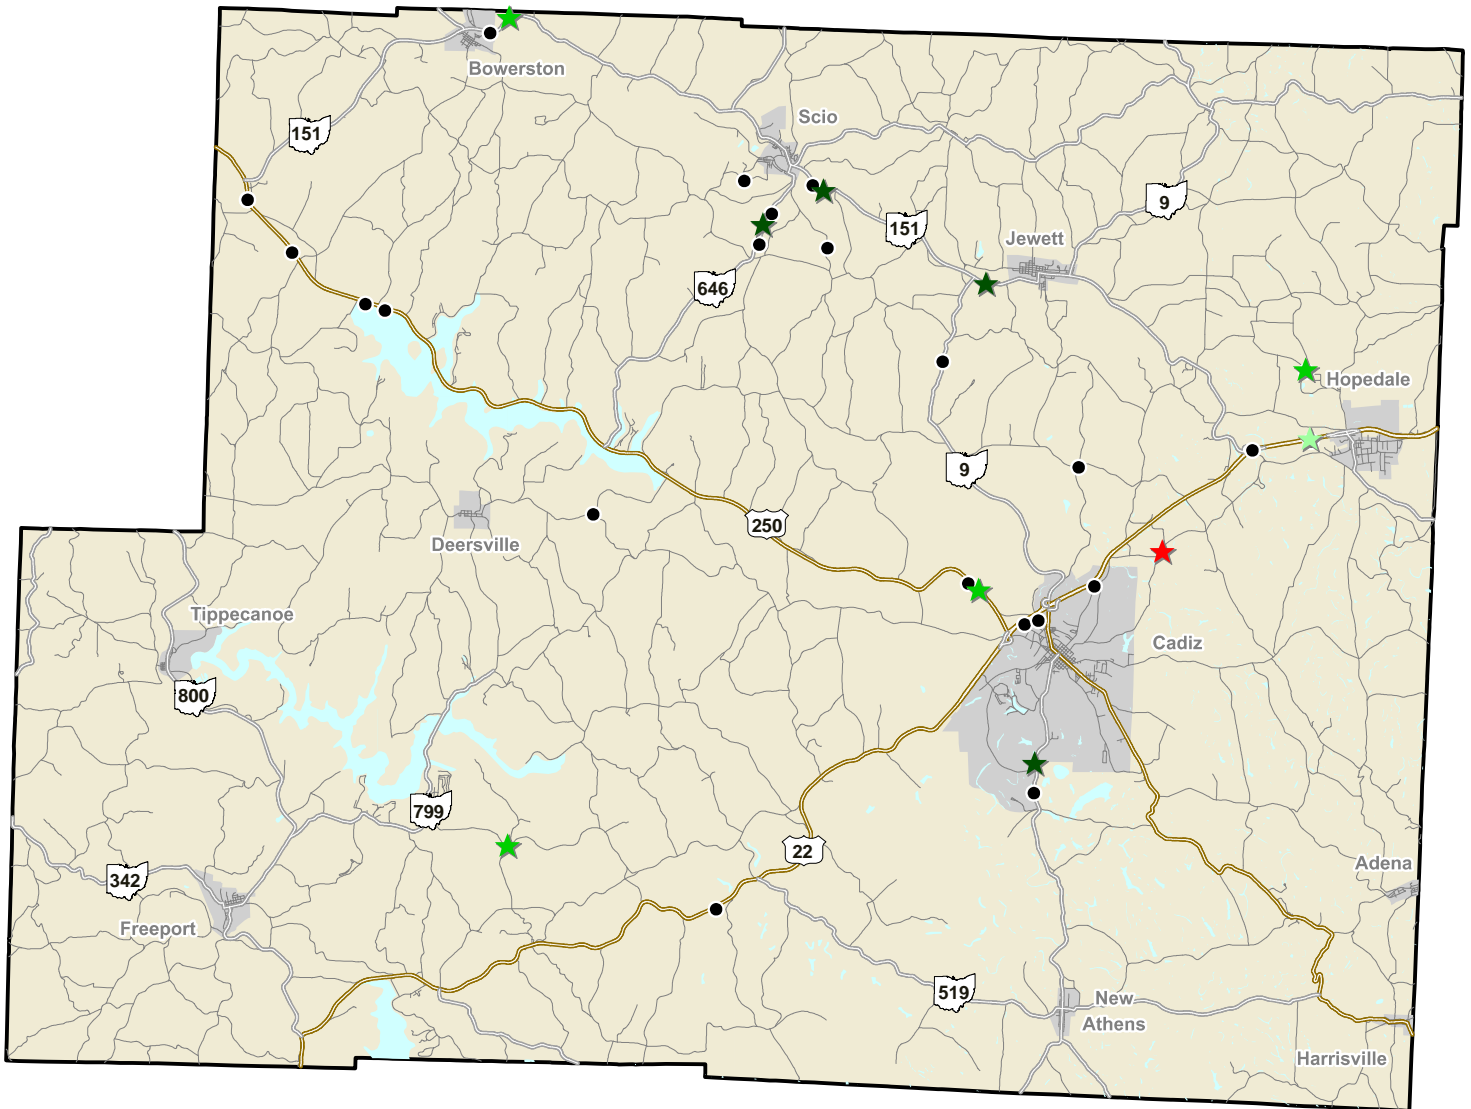 Bowerston
Scio
151
9
151
Jewett
646
Hopedale
9
250
Deersville
Tippecanoe
Cadiz
800
799
22
Adena
342
Freeport
519
New
Athens
Harrisville